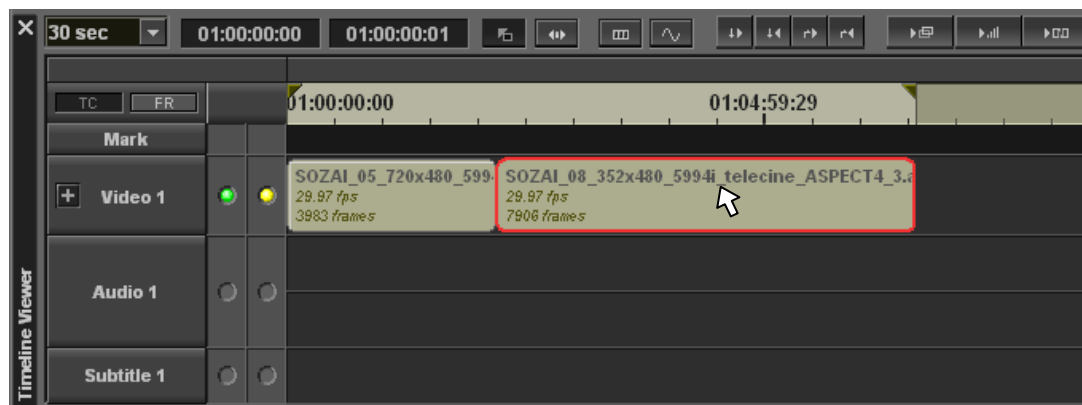 30 sec 01:00:00:00 01:00:00:01
TC FR 01:00:00:00 01:04:59:29
Mark
Video 1
SOZAI_05_720x480_599 SOZAI_08_352x480_5994i_telecine_ASPECT4_3.a
29.97 fps 29.97 fps
3983 frames 7906 frames
Audio 1
Subtitle 1
Timeline Viewer